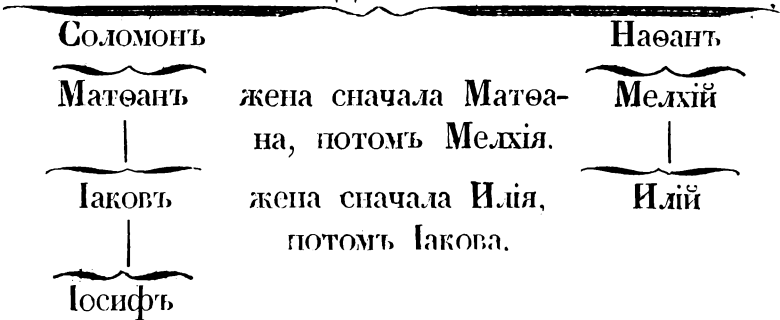 Соломонъ Наѳанъ
Матѳанъ жена сначала Матѳа- Мелхій
на, потомъ Мелхія.
Іаковъ жена сначала Илія, Илій
потомъ Іакова.
Іосифъ